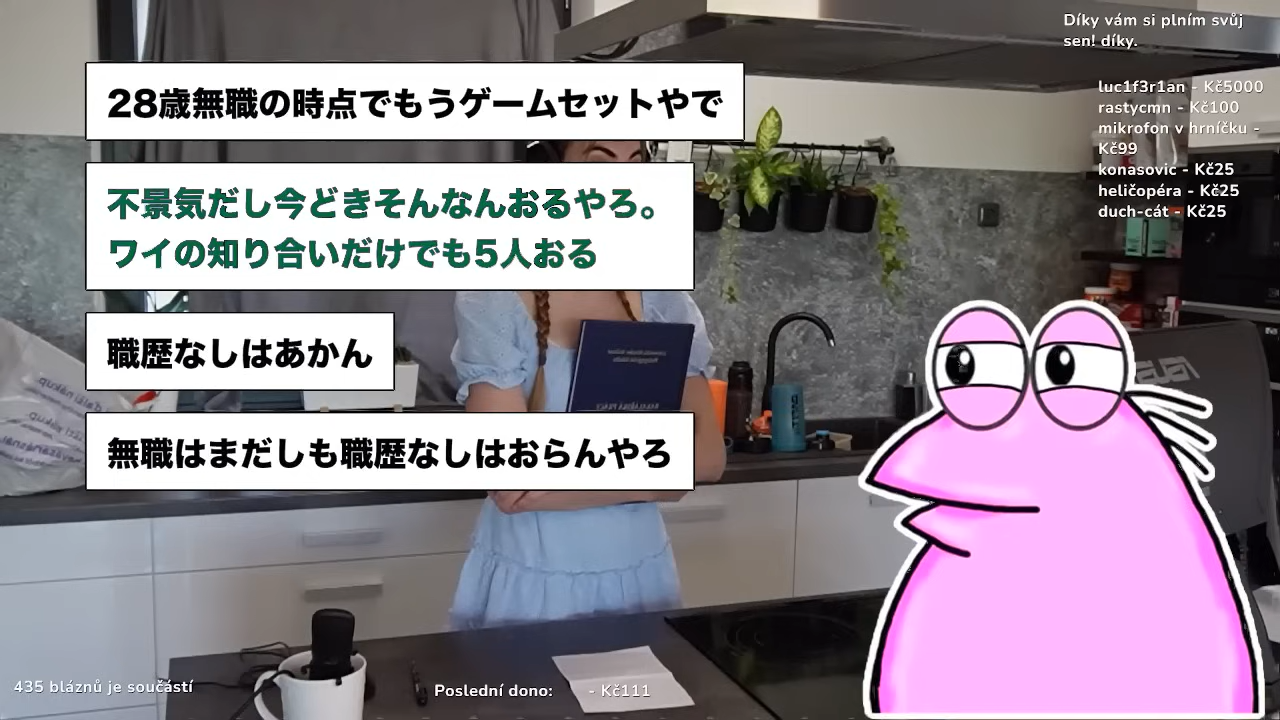 28歳無職の時点でもうゲームセットやで
不景気だし今どきそんなんおるやろ。
ワイの知り合いだけでも5人おる
職歴なしはあかん
無職はまだしも職歴なしはおらんやろ
Díky vám si plním svůj
sen! díky.
luc1f3r1an - Kč5000
rastycmn - Kč100
mikrofon v hrníčku -
Kč99
konasovic - Kč25
heličopéra - Kč25
duch-cát - Kč25
435 bláznů je součástí
Poslední dono: - Kč111